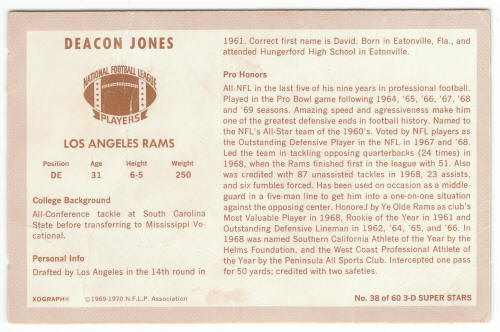 DEACON JONES
NATIONAL FOOTBALL LEAGUE
PLAYERS
LOS ANGELES RAMS
Position Age Height Weight
DE 31 6-5 250
College Background
All-Conference tackle at South Carolina
State before transferring to Mississippi Vo-
cational.
Personal Info
Drafted by Los Angeles in the 14th round in
XOGRAPH® ©1969-1970 N.F.L.P. Association
1961. Correct first name is David. Born in Eatonville, Fla., and
attended Hungerford High School in Eatonville.
Pro Honors
All-NFL in the last five of his nine years in professional football.
Played in the Pro Bowl game following 1964, '65, '66, '67, '68
and '69 seasons. Amazing speed and agressiveness make him
one of the greatest defensive ends in football history. Named to
the NFL's All-Star team of the 1960's. Voted by NFL players as
the Outstanding Defensive Player in the NFL in 1967 and '68.
Led the team in tackling opposing quarterbacks (24 times) in
1968, when the Rams finished first in the league with 51. Also
was credited with 87 unassisted tackles in 1968, 23 assists,
and six fumbles forced. Has been used on occasion as a middle-
guard in a five-man line to get him into a one-on-one situation
against the opposing center. Honored by Ye Olde Rams as club's
Most Valuable Player in 1968, Rookie of the Year in 1961 and
Outstanding Defensive Lineman in 1962, '64, '65, and '66. In
1968 was named Southern California Athlete of the Year by the
Helms Foundation, and the West Coast Professional Athlete of
the Year by the Peninsula All Sports Club. Intercepted one pass
for 50 yards; credited with two safeties.
No. 38 of 60 3-D SUPER STARS